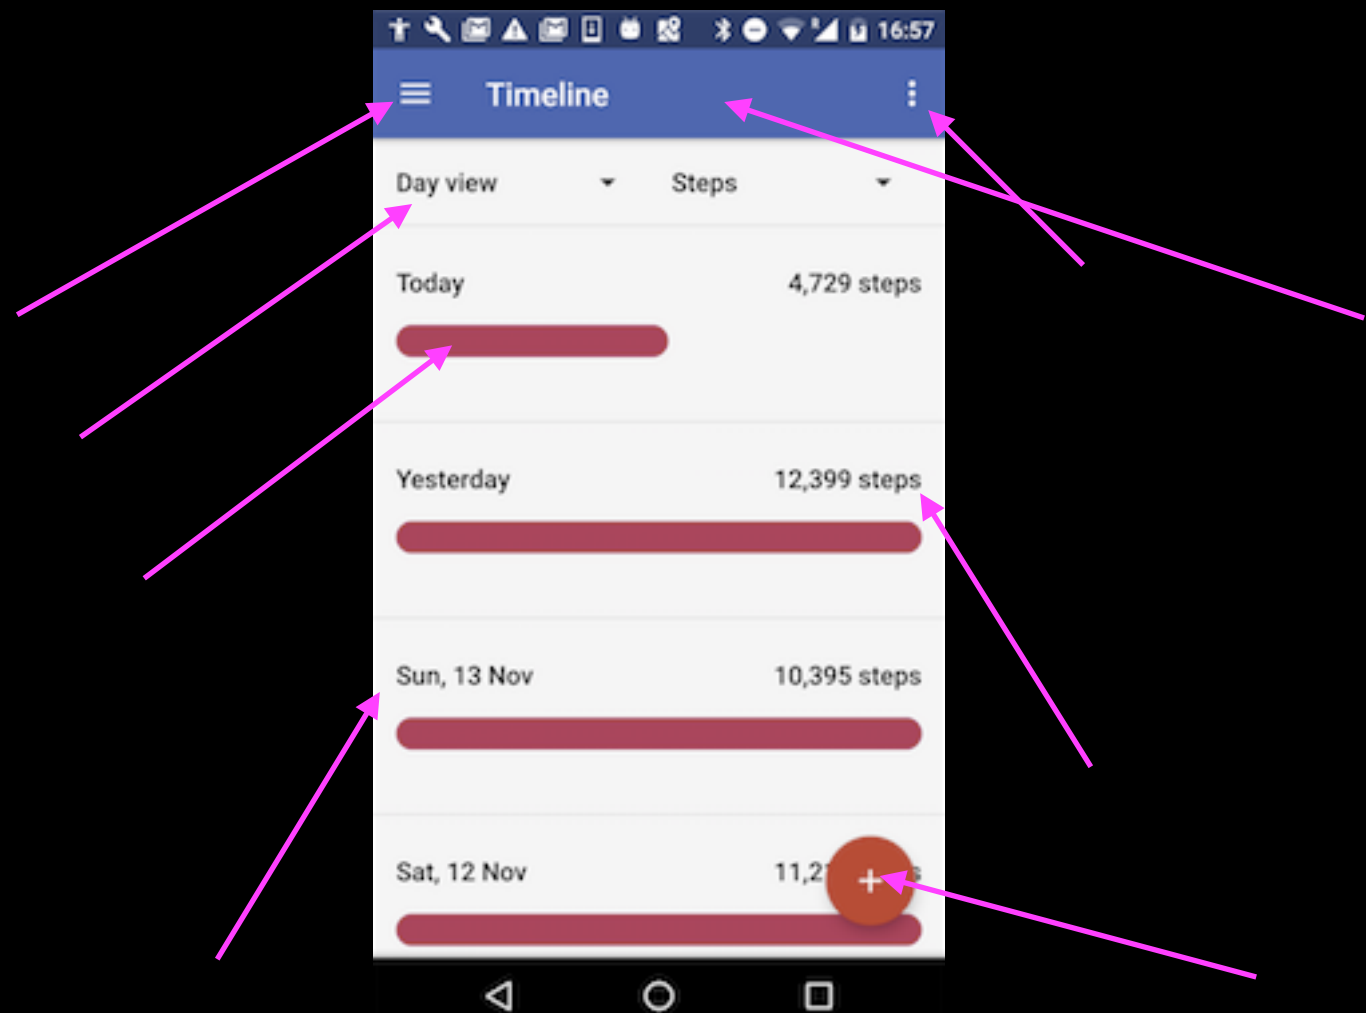 16:57
Timeline
Day view Steps
Today 4,729 steps
Yesterday 12,399 steps
Sun, 13 Nov 10,395 steps
Sat, 12 Nov